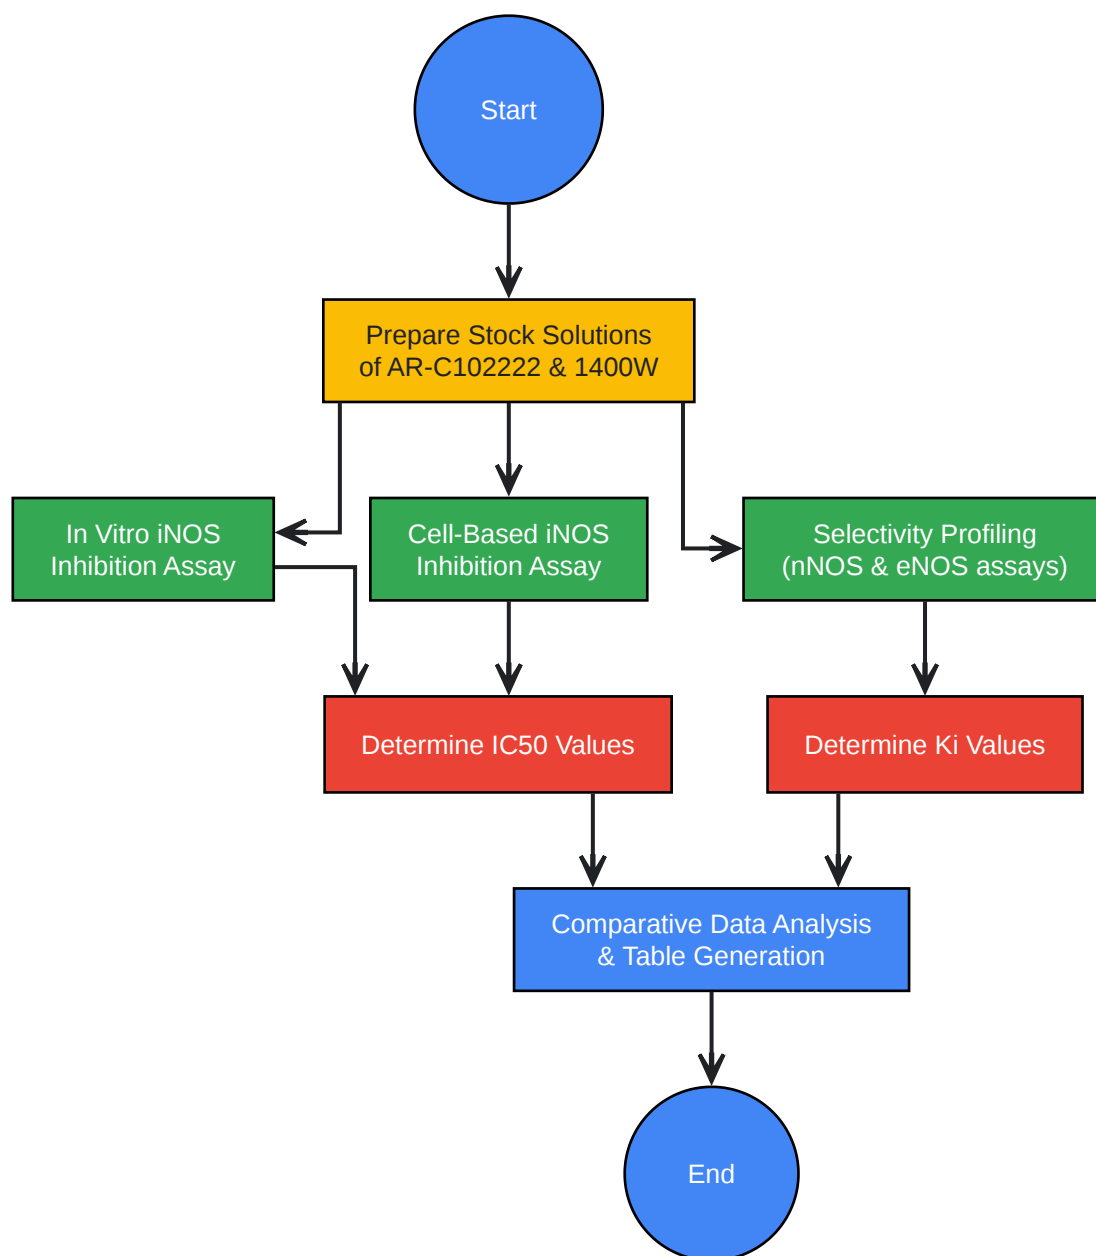 Start
Prepare Stock Solutions
of AR-C102222 & 1400W
In Vitro iNOS
Inhibition Assay
Cell-Based iNOS
Inhibition Assay
Selectivity Profiling
(nNOS & eNOS assays)
Determine IC50 Values
Determine Ki Values
Comparative Data Analysis
& Table Generation
End